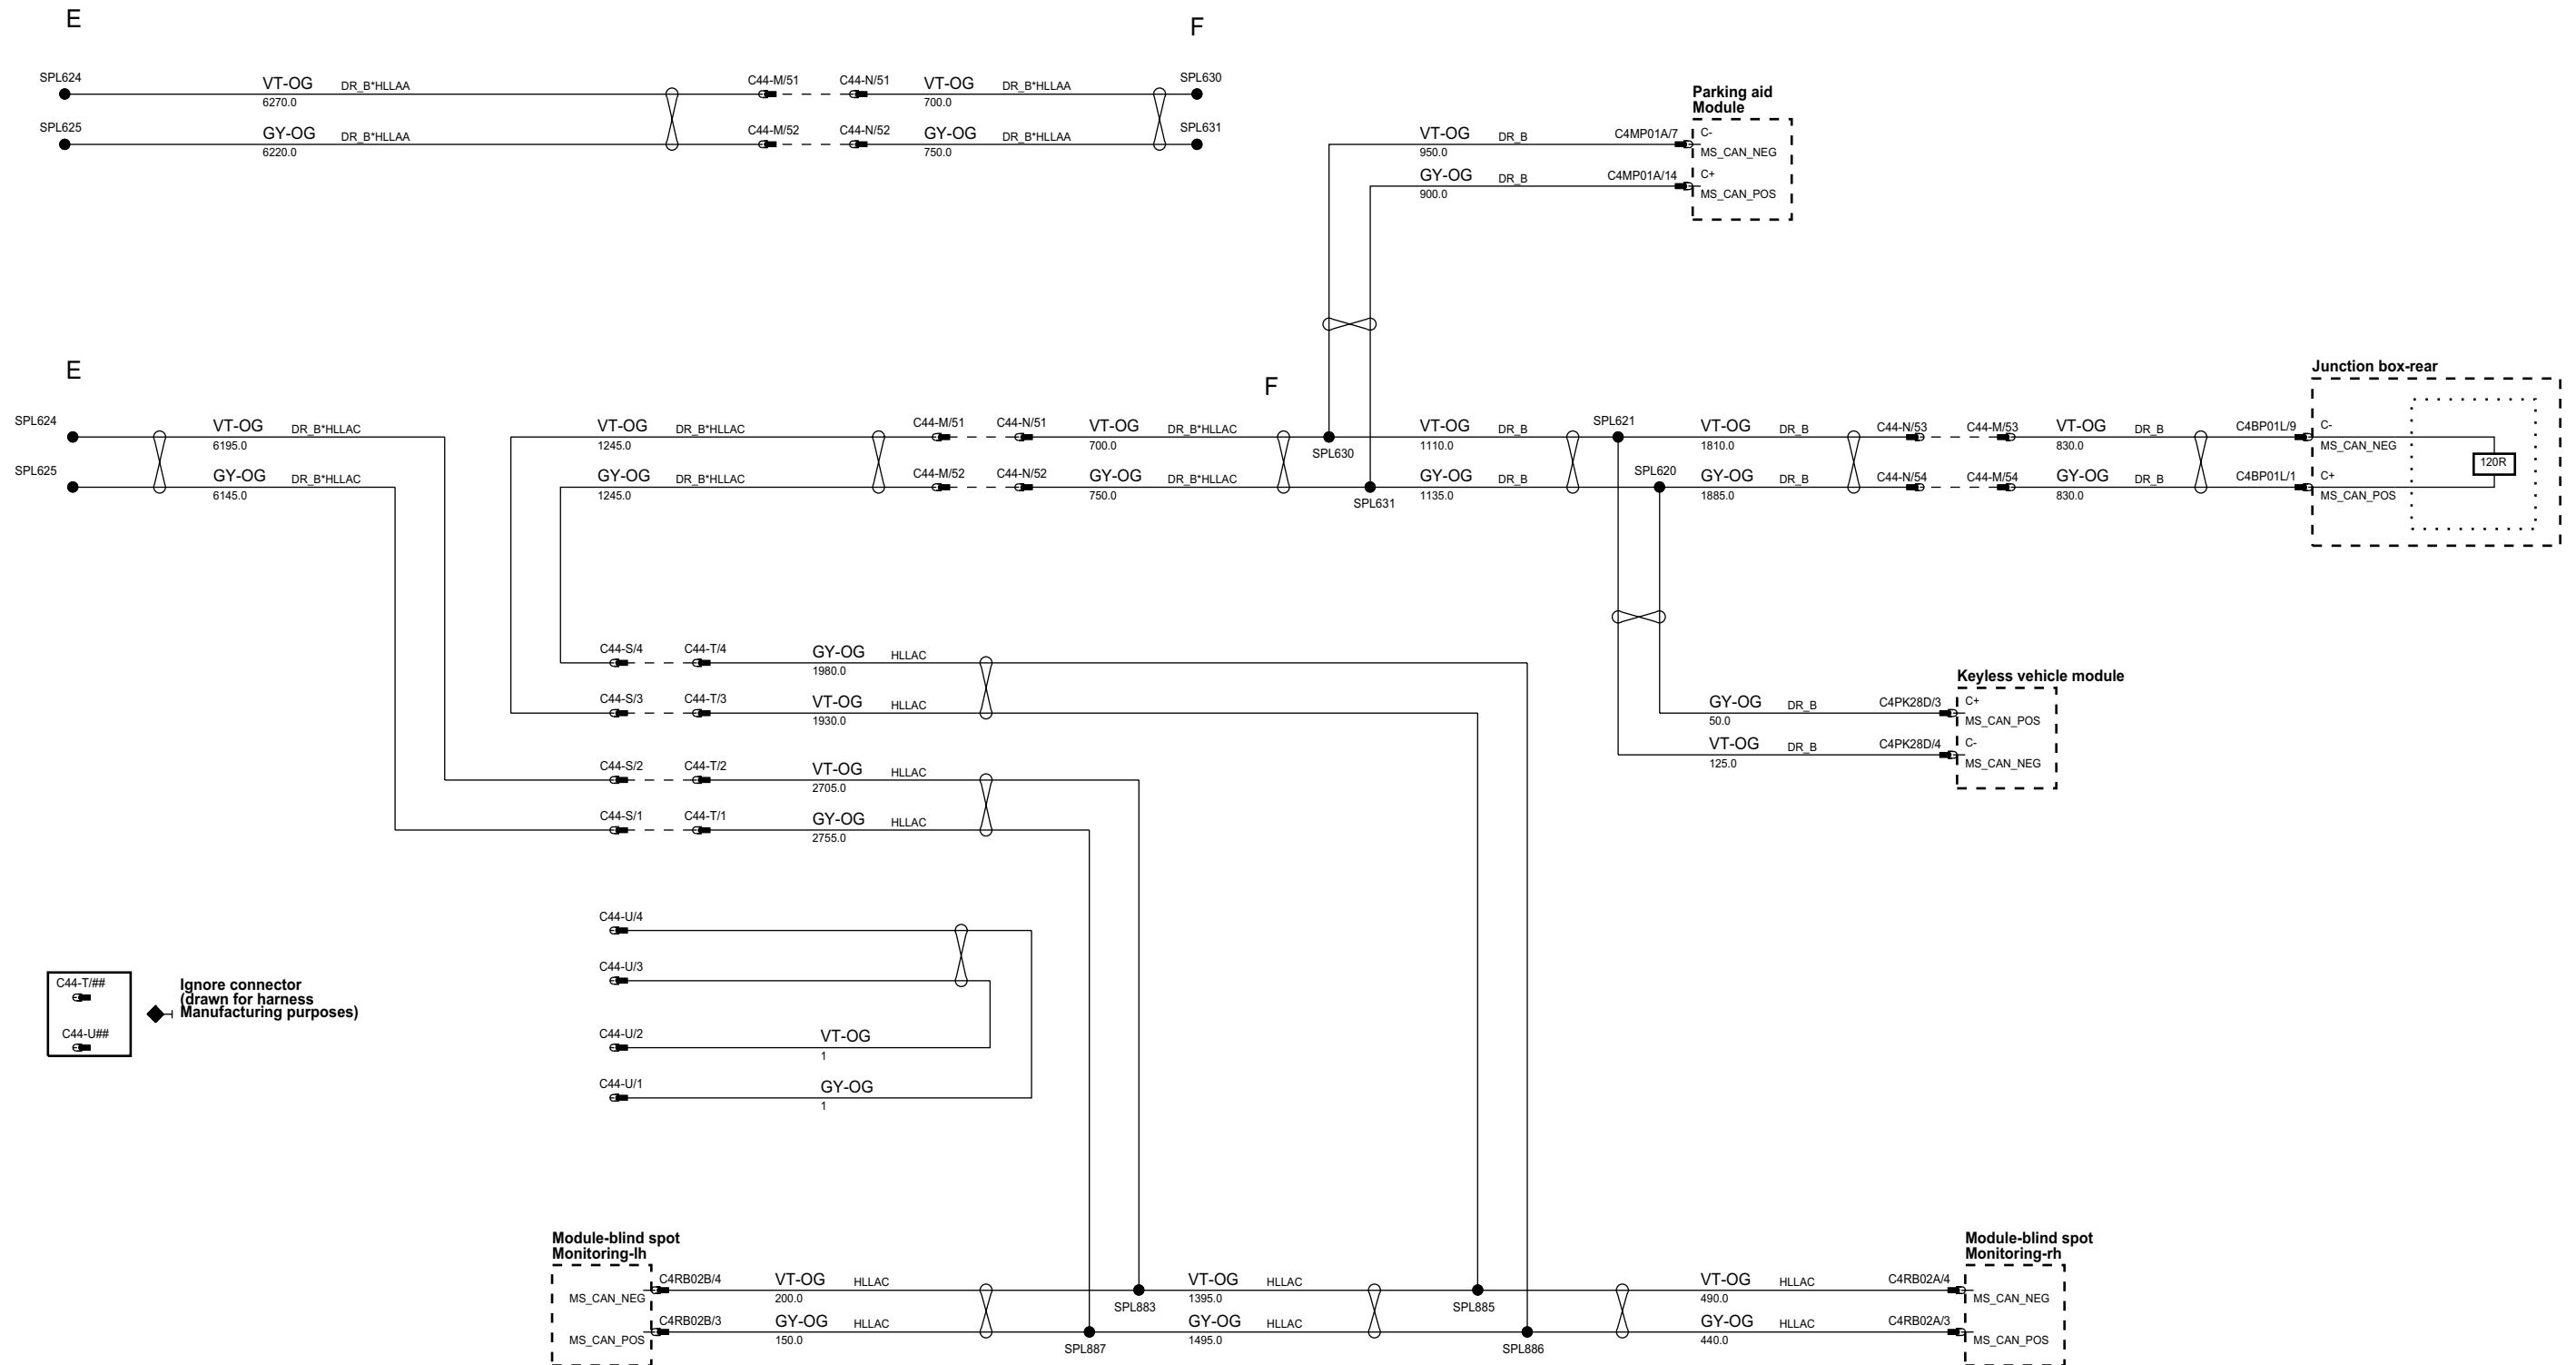 E
F
SPL624
VT-OG
6270.0
DR_B*HLLAA
C44-M/51
C44-N/51
VT-OG
700.0
DR_B*HLLAA
SPL630
SPL625
GY-OG
6220.0
DR_B*HLLAA
C44-M/52
C44-N/52
GY-OG
750.0
DR_B*HLLAA
SPL631
Parking aid
Module
VT-OG
950.0
DR_B
C4MP01A/7
C-
MS_CAN_NEG
GY-OG
900.0
DR_B
C4MP01A/14
C+
MS_CAN_POS
E
F
Junction box-rear
SPL624
VT-OG
6195.0
DR_B*HLLAC
VT-OG
1245.0
DR_B*HLLAC
C44-M/51
C44-N/51
VT-OG
700.0
DR_B*HLLAC
SPL630
VT-OG
1110.0
DR_B
SPL621
VT-OG
1810.0
DR_B
C44-N/53
C44-M/53
VT-OG
830.0
DR_B
C4BP01L/9
C-
MS_CAN_NEG
120R
SPL625
GY-OG
6145.0
DR_B*HLLAC
GY-OG
1245.0
DR_B*HLLAC
C44-M/52
C44-N/52
GY-OG
750.0
DR_B*HLLAC
SPL631
GY-OG
1135.0
DR_B
SPL620
GY-OG
1885.0
DR_B
C44-N/54
C44-M/54
GY-OG
830.0
DR_B
C4BP01L/1
C+
MS_CAN_POS
C44-S/4
C44-T/4
GY-OG
1980.0
HLLAC
C44-S/3
C44-T/3
VT-OG
1930.0
HLLAC
Keyless vehicle module
GY-OG
50.0
DR_B
C4PK28D/3
C+
MS_CAN_POS
VT-OG
125.0
DR_B
C4PK28D/4
C-
MS_CAN_NEG
C44-S/2
C44-T/2
VT-OG
2705.0
HLLAC
C44-S/1
C44-T/1
GY-OG
2755.0
HLLAC
C44-U/4
C44-U/3
C44-U/2
VT-OG
1
C44-U/1
GY-OG
1
C44-T/##
C44-U##
Ignore connector
(drawn for harness
Manufacturing purposes)
Module-blind spot
Monitoring-lh
MS_CAN_NEG
C4RB02B/4
VT-OG
200.0
HLLAC
SPL883
VT-OG
1395.0
HLLAC
SPL885
VT-OG
490.0
HLLAC
C4RB02A/4
Module-blind spot
Monitoring-rh
MS_CAN_NEG
MS_CAN_POS
C4RB02B/3
GY-OG
150.0
HLLAC
SPL887
GY-OG
1495.0
HLLAC
SPL886
GY-OG
440.0
HLLAC
C4RB02A/3
MS_CAN_POS